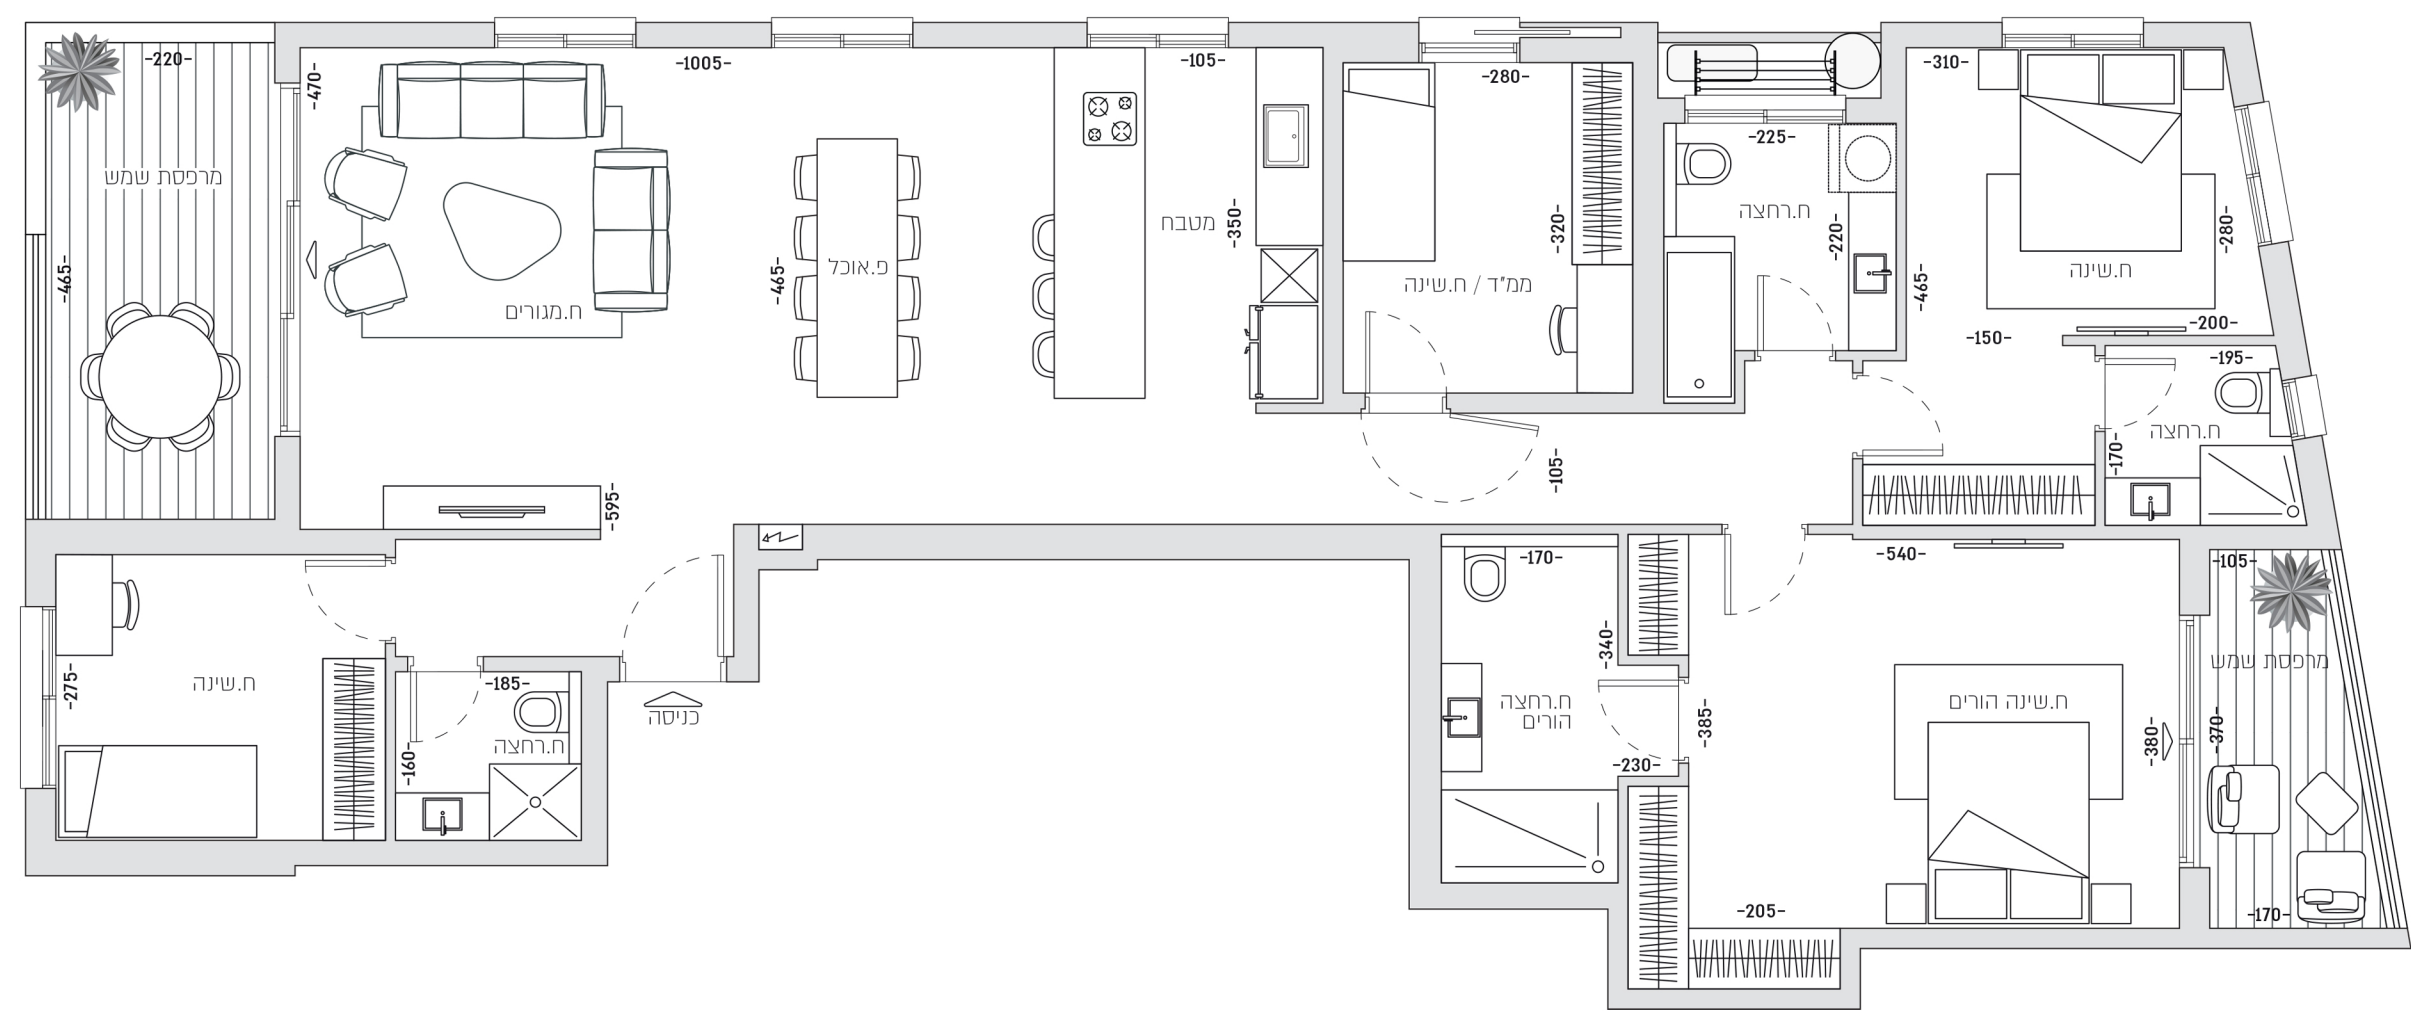 -220-
-470-
-1005-
-105-
-280-
-225-
-310-
מרפסת שמש
-465-
ח.מגורים
-465-
פ.אוכל
מטבח
-350-
-320-
ממ"ד / ח.שינה
ח.רחצה
-220-
-465-
-280-
ח.שינה
-150-
-200-
-195-
ח.רחצה
-170-
-595-
-105-
-275-
ח.שינה
-185-
-160-
ח.רחצה
כניסה
-170-
-340-
ח.רחצה
הורים
-230-
-385-
-540-
ח.שינה הורים
-380-
-205-
-105-
מרפסת שמש
-370-
-170-